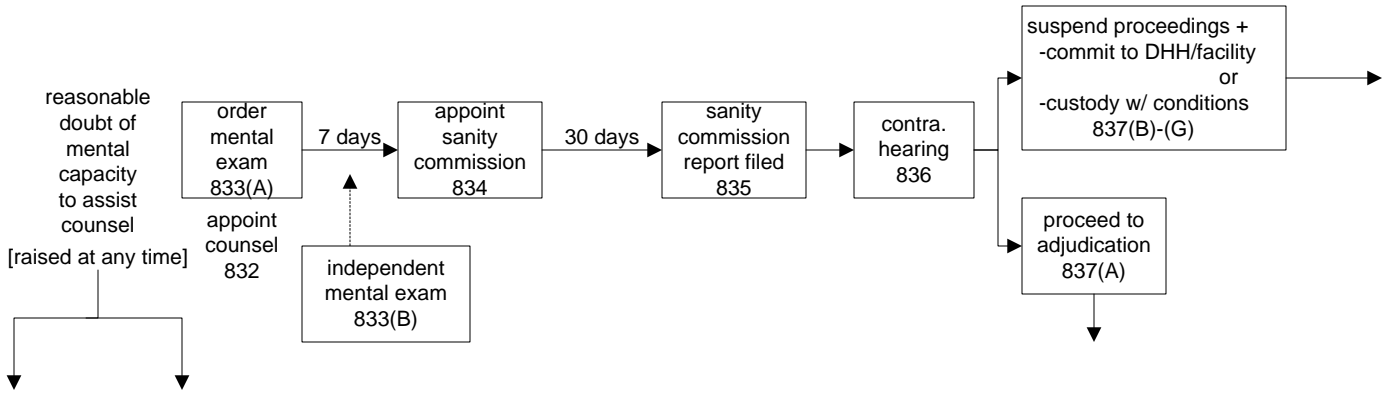 reasonable
doubt of
mental
capacity
to assist
counsel
[raised at any time]
order
mental
exam
833(A)
appoint
counsel
832
7 days
independent
mental exam
833(B)
appoint
sanity
commission
834
30 days
sanity
commission
report filed
835
contra.
hearing
836
suspend proceedings +
-commit to DHH/facility
or
-custody w/ conditions
837(B)-(G)
proceed to
adjudication
837(A)